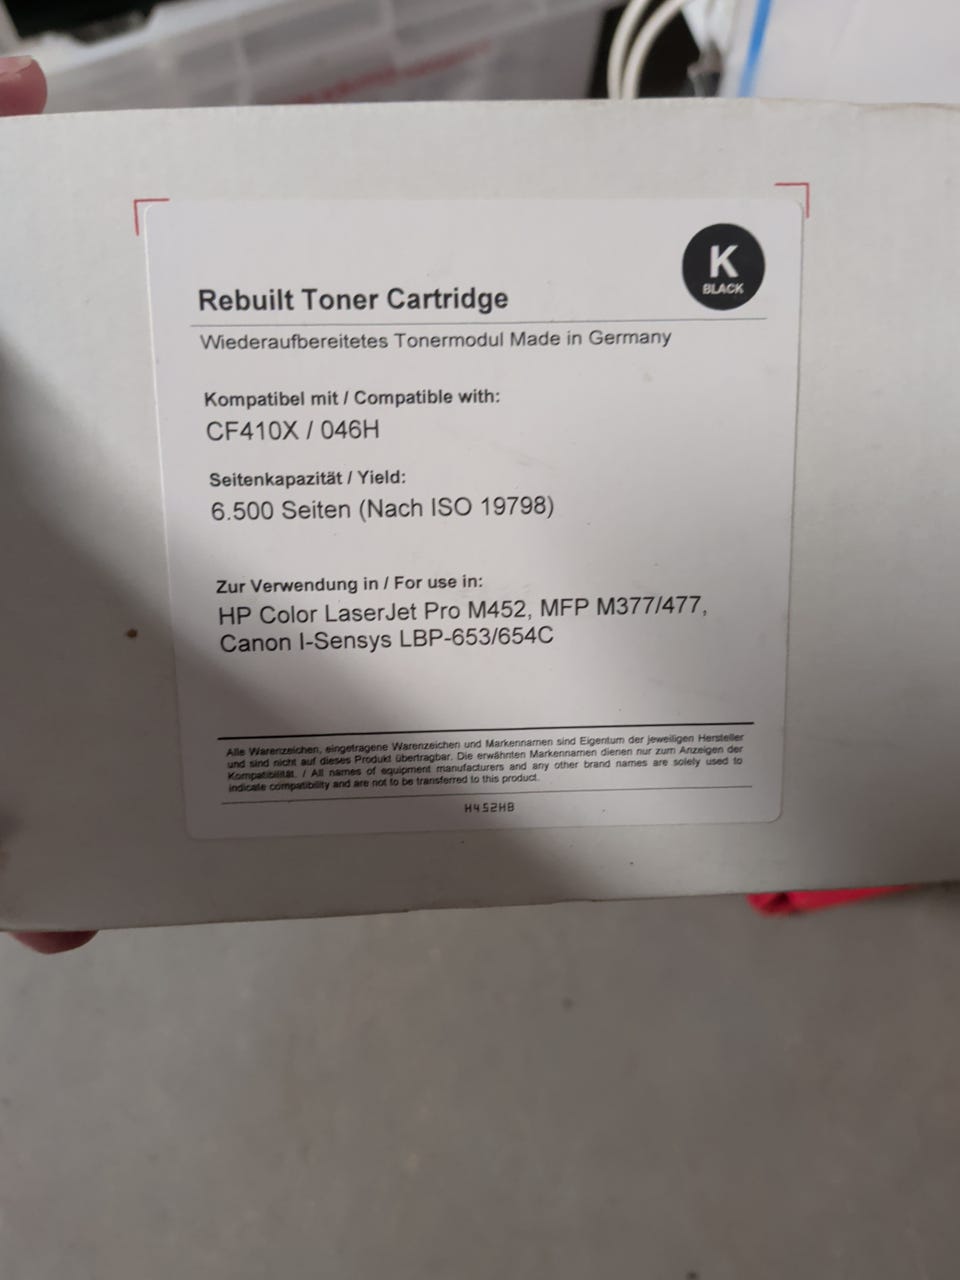 K
BLACK
Rebuilt Toner Cartridge
Wiederaufbereitetes Tonermodul Made in Germany
Kompatibel mit / Compatible with:
CF410X / 046H
Seitenkapazität / Yield:
6.500 Seiten (Nach ISO 19798)
Zur Verwendung in / For use in:
HP Color LaserJet Pro M452, MFP M377/477,
Canon I-Sensys LBP-653/654C
Alle Warenzeichen, eingetragene Warenzeichen und Markennamen sind Eigentum der jeweiligen Hersteller
und sind nicht auf dieses Produkt übertragbar. Die erwähnten Markennamen dienen nur zum Anzeigen der
Kompatibilität. / All names of equipment manufacturers and any other brand names are solely used to
indicate compatibility and are not to be transferred to this product.
H452HB